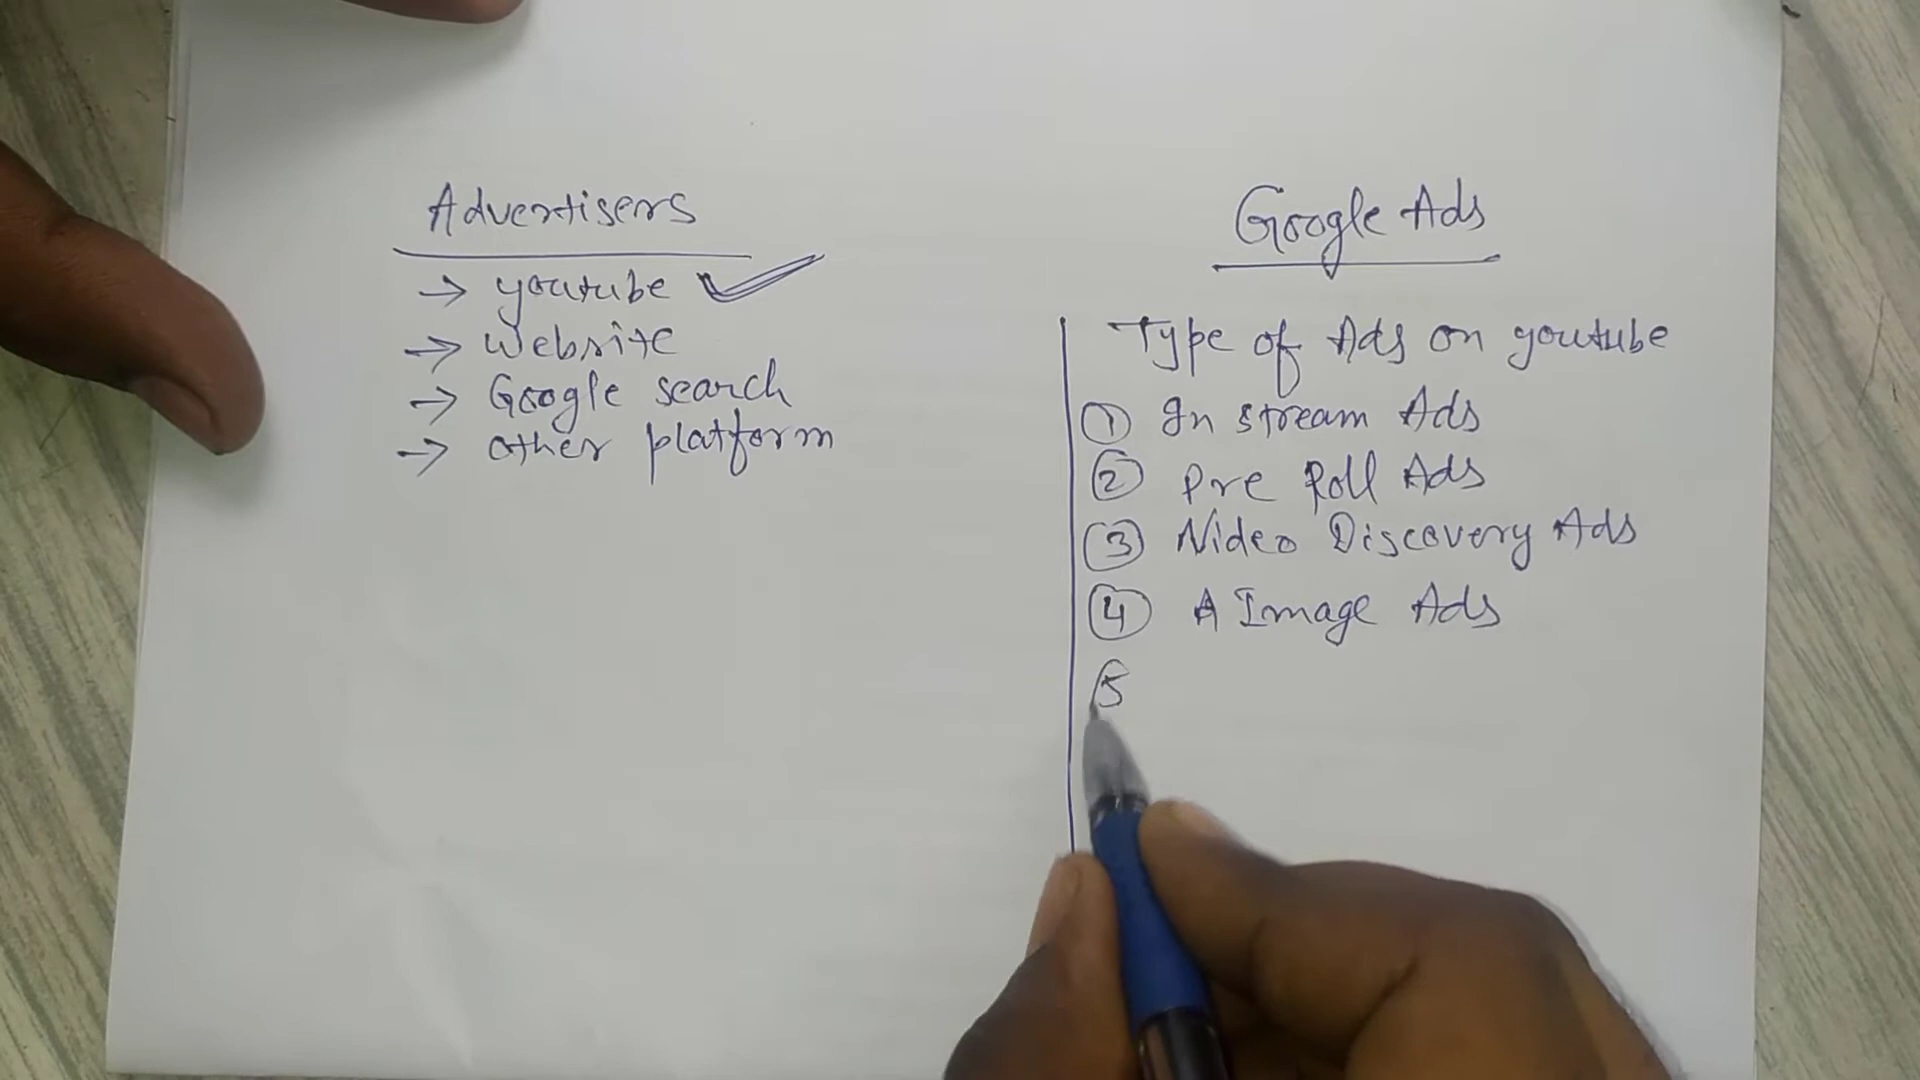 Advertisers
→ youtube ✓
→ website
→ Google search
→ other platform
Google Ads
Type of Ads on youtube
① In stream Ads
② Pre Roll Ads
③ Video Discovery Ads
④ A Image Ads
5